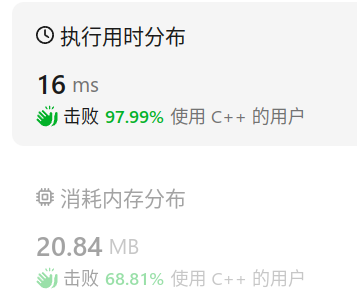 执行用时分布
16 ms
击败 97.99% 使用 C++ 的用户
消耗内存分布
20.84 MB
击败 68.81% 使用 C++ 的用户